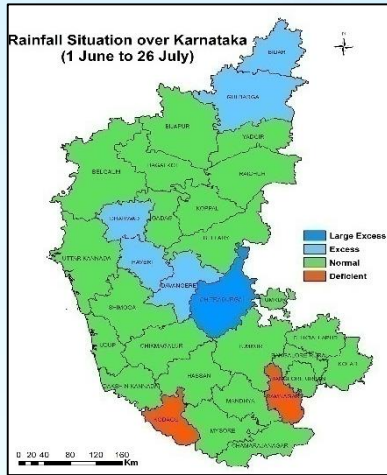 Rainfall Situation over Karnataka
(1 June to 26 July)
BIDAR
GULBARGA
BIJAPUR
YADGIR
BAGALKOT
RAICHUR
BELGAUM
KOPPAL
DHARWAD
GADAG
BELLARY
UTTAR KANNADA
HAVERI
DAVANGERE
CHITRADURGA
SHIMOGA
UDUPI
CHIKMAGALUR
HASSAN
KOLAR
DAKSHIN KANNADA
MANDYA
KODAGU
MYSORE
CHAMARAJANAGAR
Large Excess
Excess
Normal
Deficient
0 20 40 80 120 160
Km